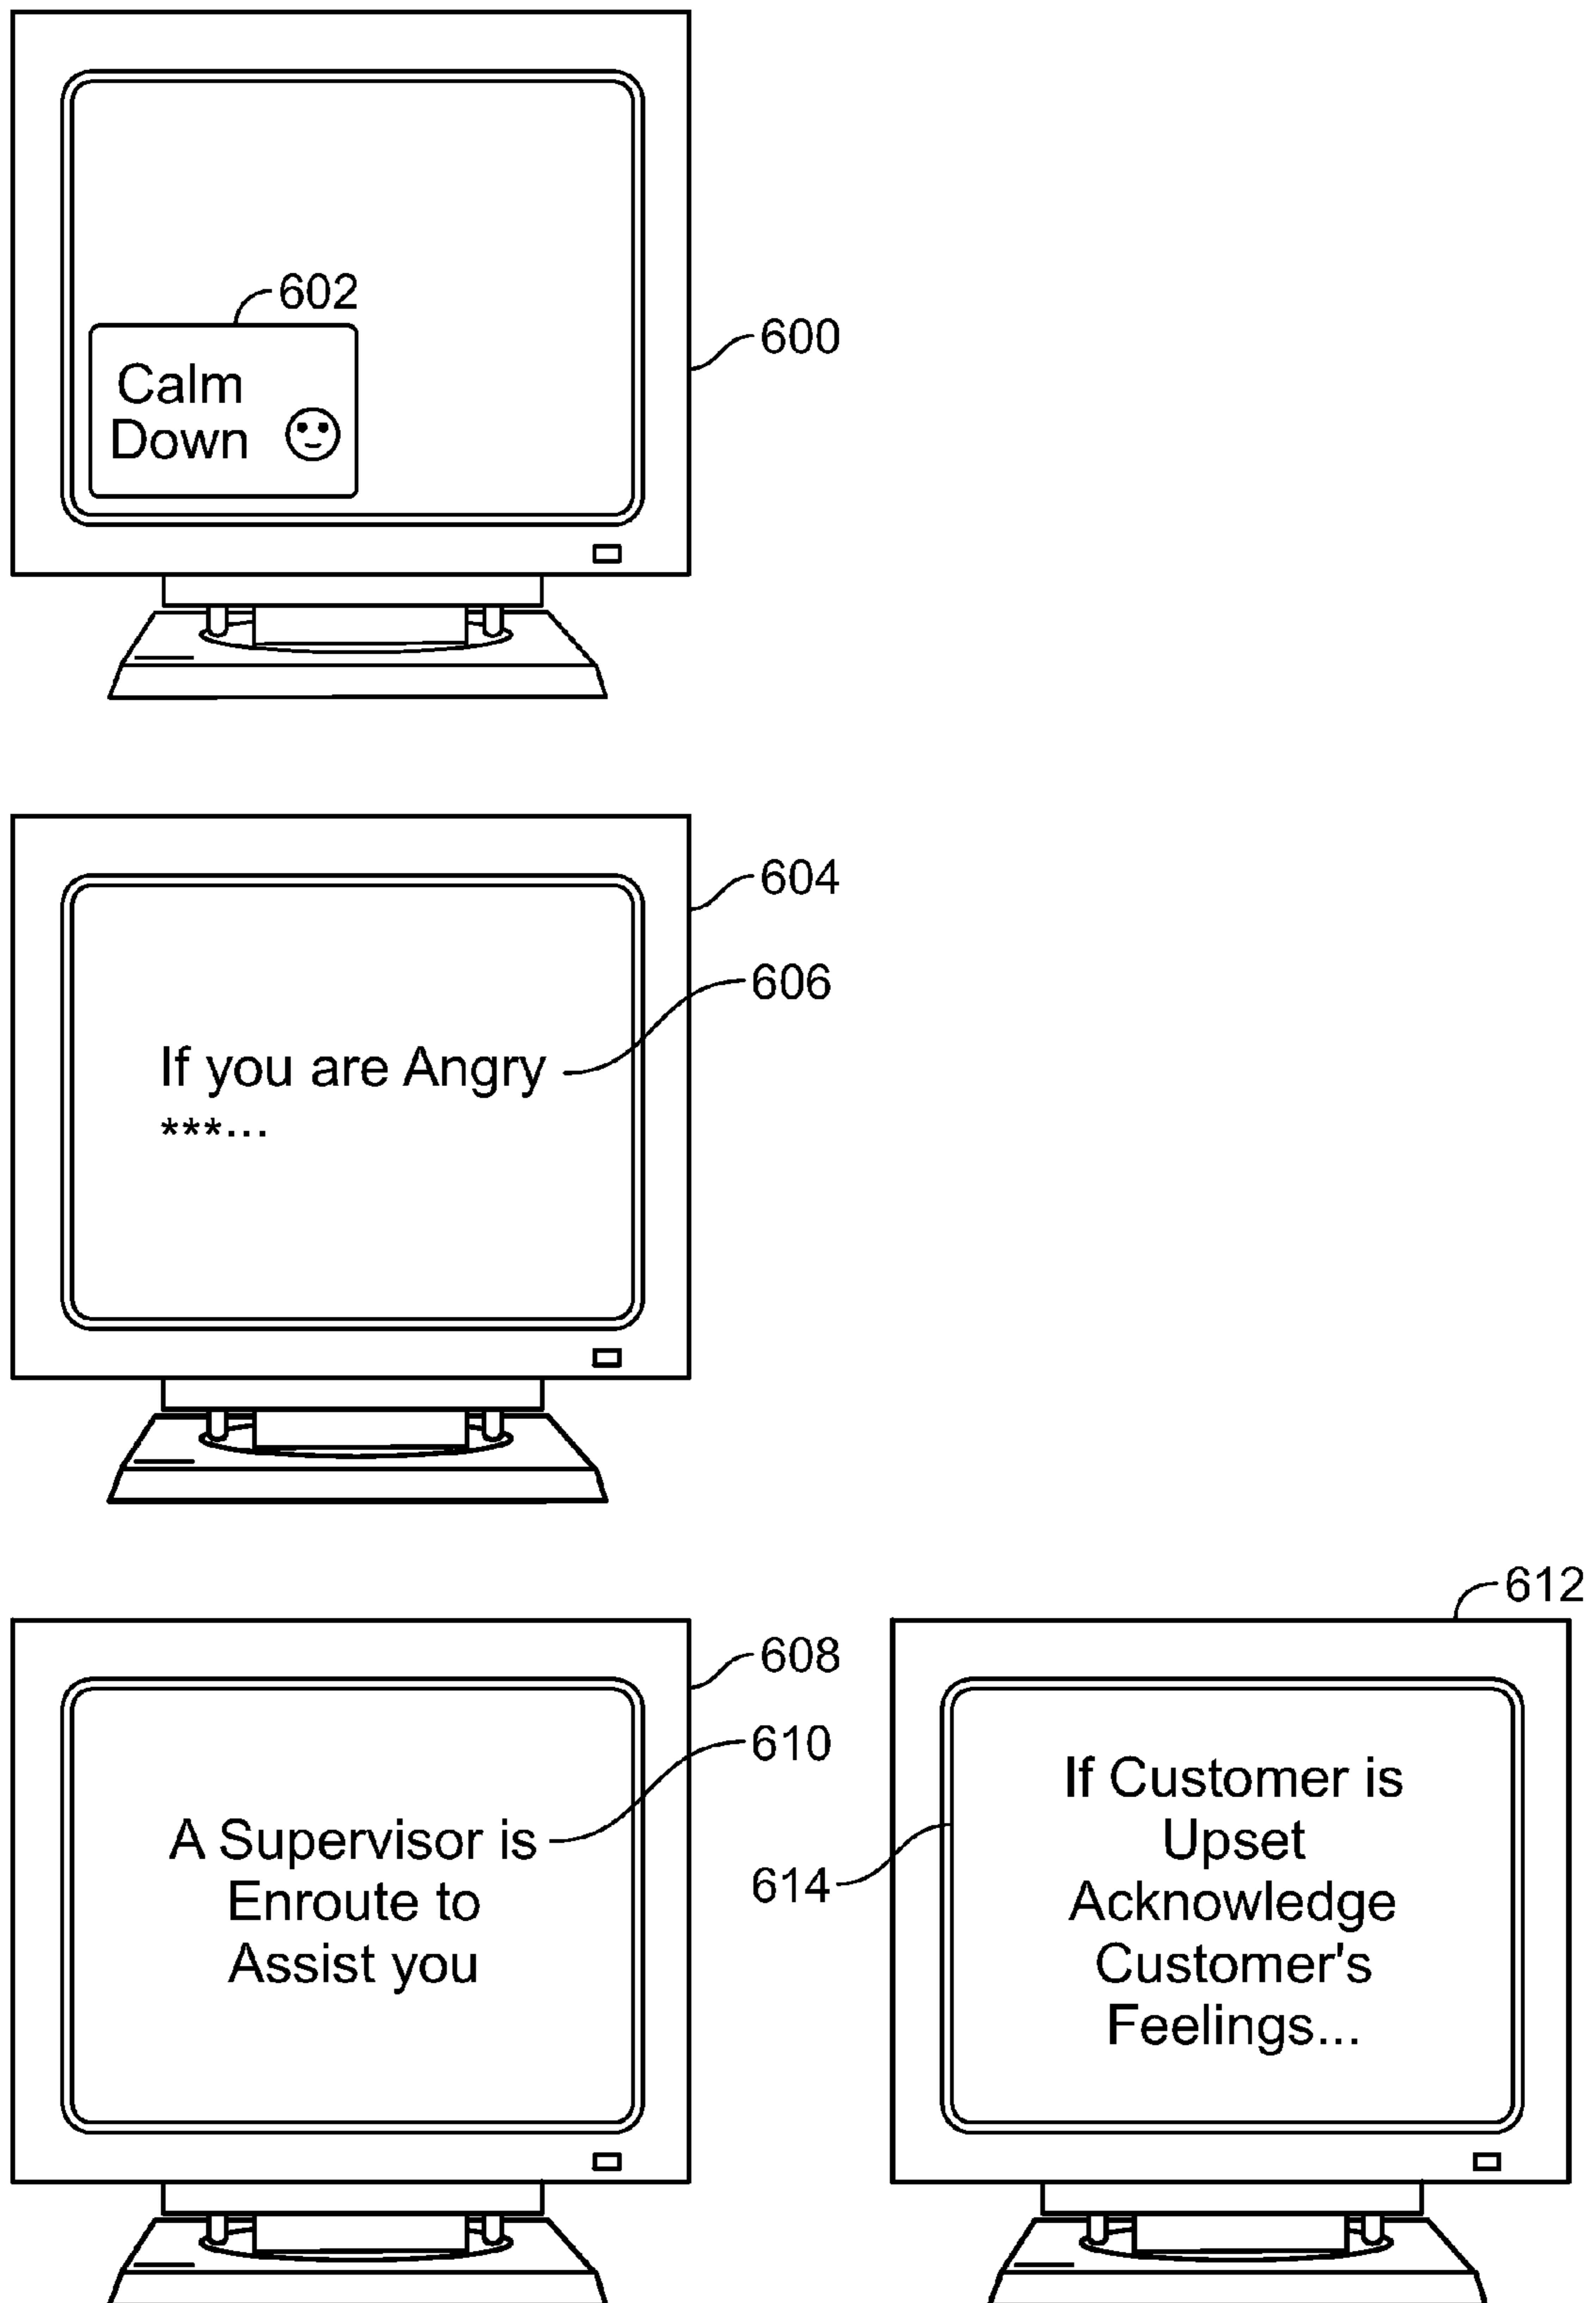 602
600
Calm
Down
604
606
If you are Angry
***...
612
608
610
A Supervisor is
Enroute to
Assist you
614
If Customer is
Upset
Acknowledge
Customer's
Feelings...